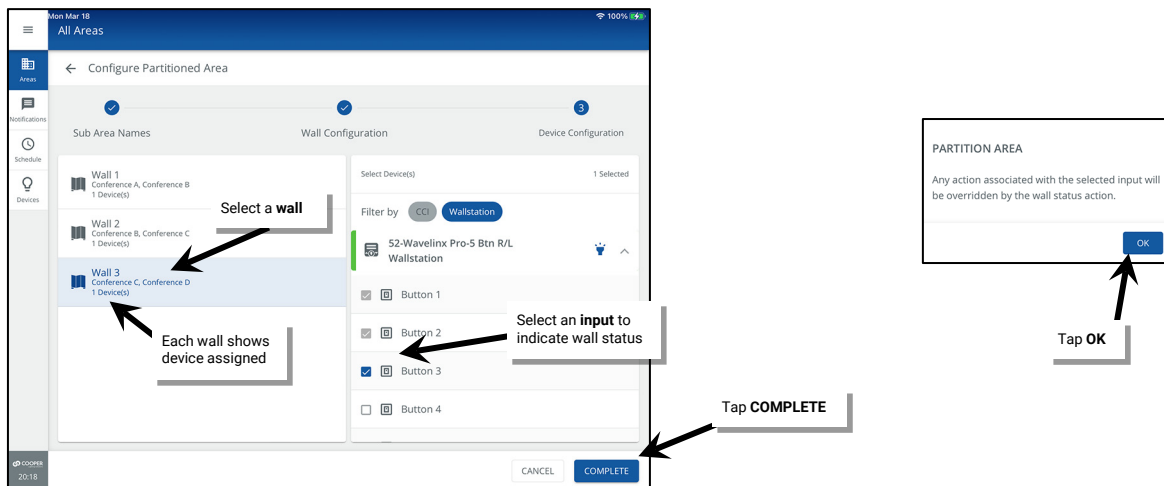 Mon Mar 18
100%
All Areas
Areas
Notifications
Schedule
Devices
COOPER
20:18
Configure Partitioned Area
3
Sub Area Names
Wall Configuration
Device Configuration
Wall 1
Conference A, Conference B
1 Device(s)
Wall 2
Conference B, Conference C
1 Device(s)
Wall 3
Conference C, Conference D
1 Device(s)
Select a wall
Each wall shows
device assigned
Select Device(s)
1 Selected
Filter by
CCI
Wallstation
52-Wavelinx Pro-5 Btn R/L
Wallstation
Button 1
Button 2
Button 3
Button 4
Select an input to
indicate wall status
CANCEL
COMPLETE
Tap COMPLETE
PARTITION AREA
Any action associated with the selected input will
be overridden by the wall status action.
OK
Tap OK